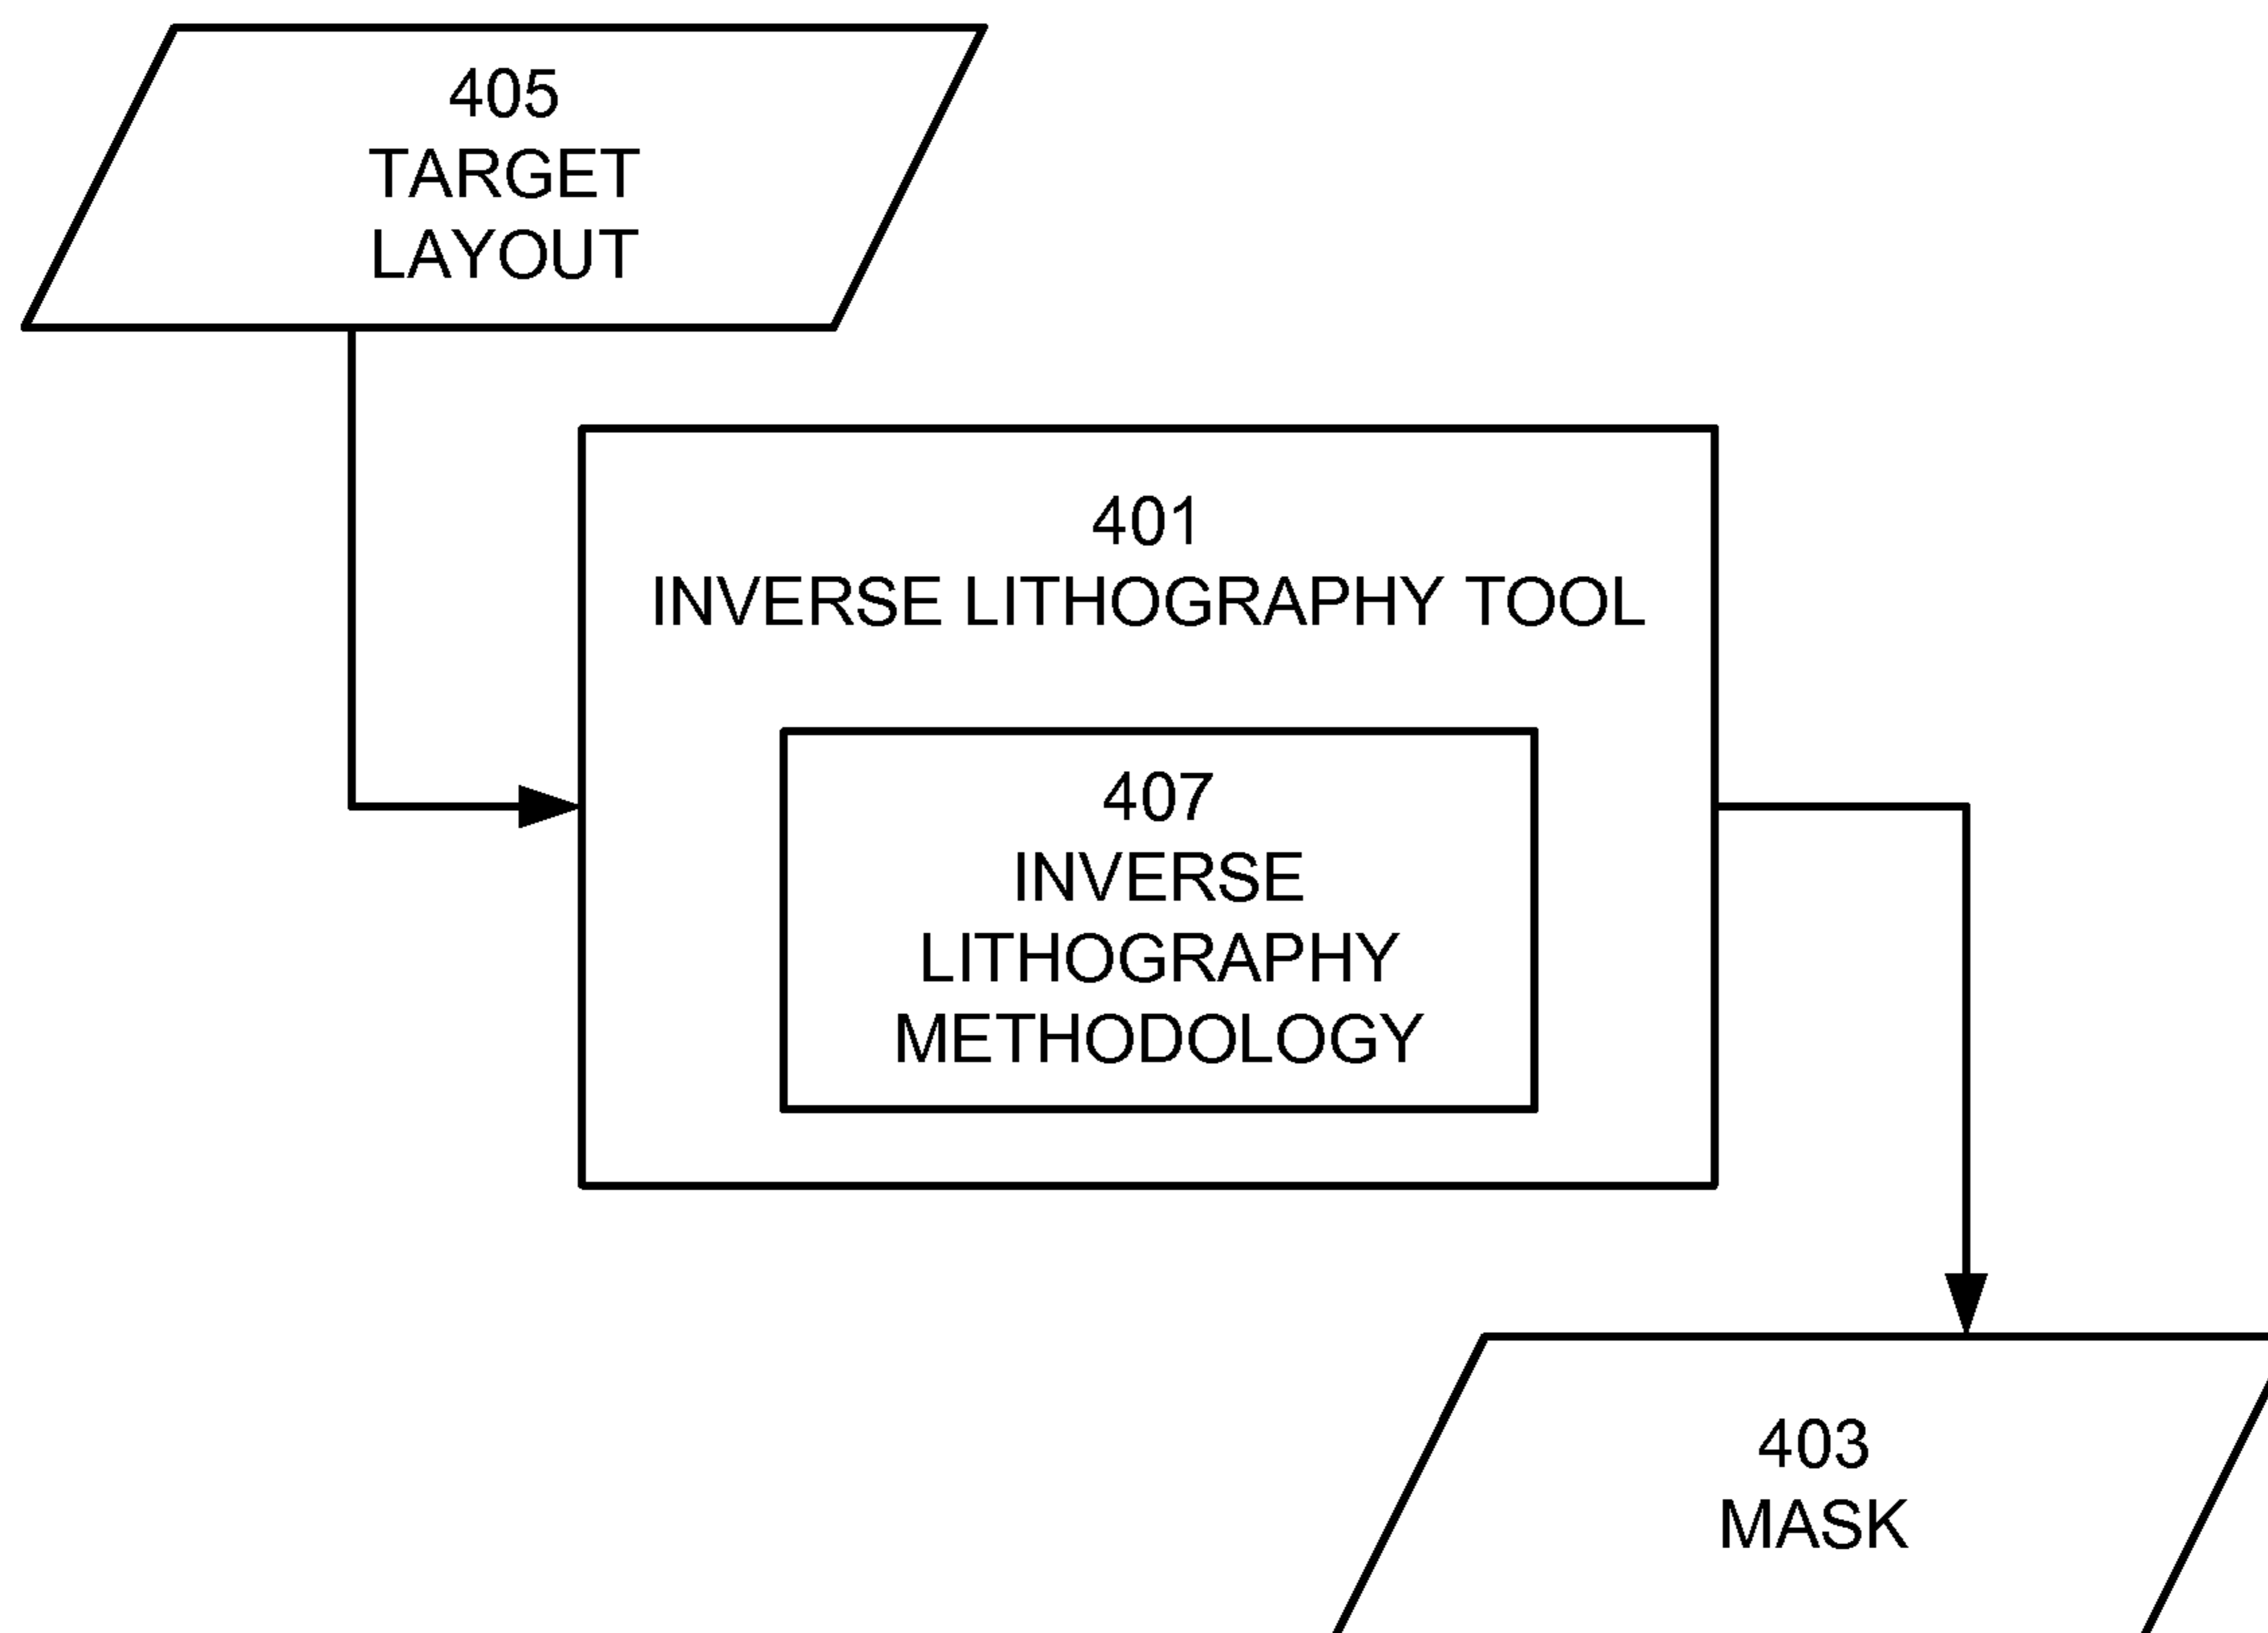 405
TARGET
LAYOUT
401
INVERSE LITHOGRAPHY TOOL
407
INVERSE
LITHOGRAPHY
METHODOLOGY
403
MASK